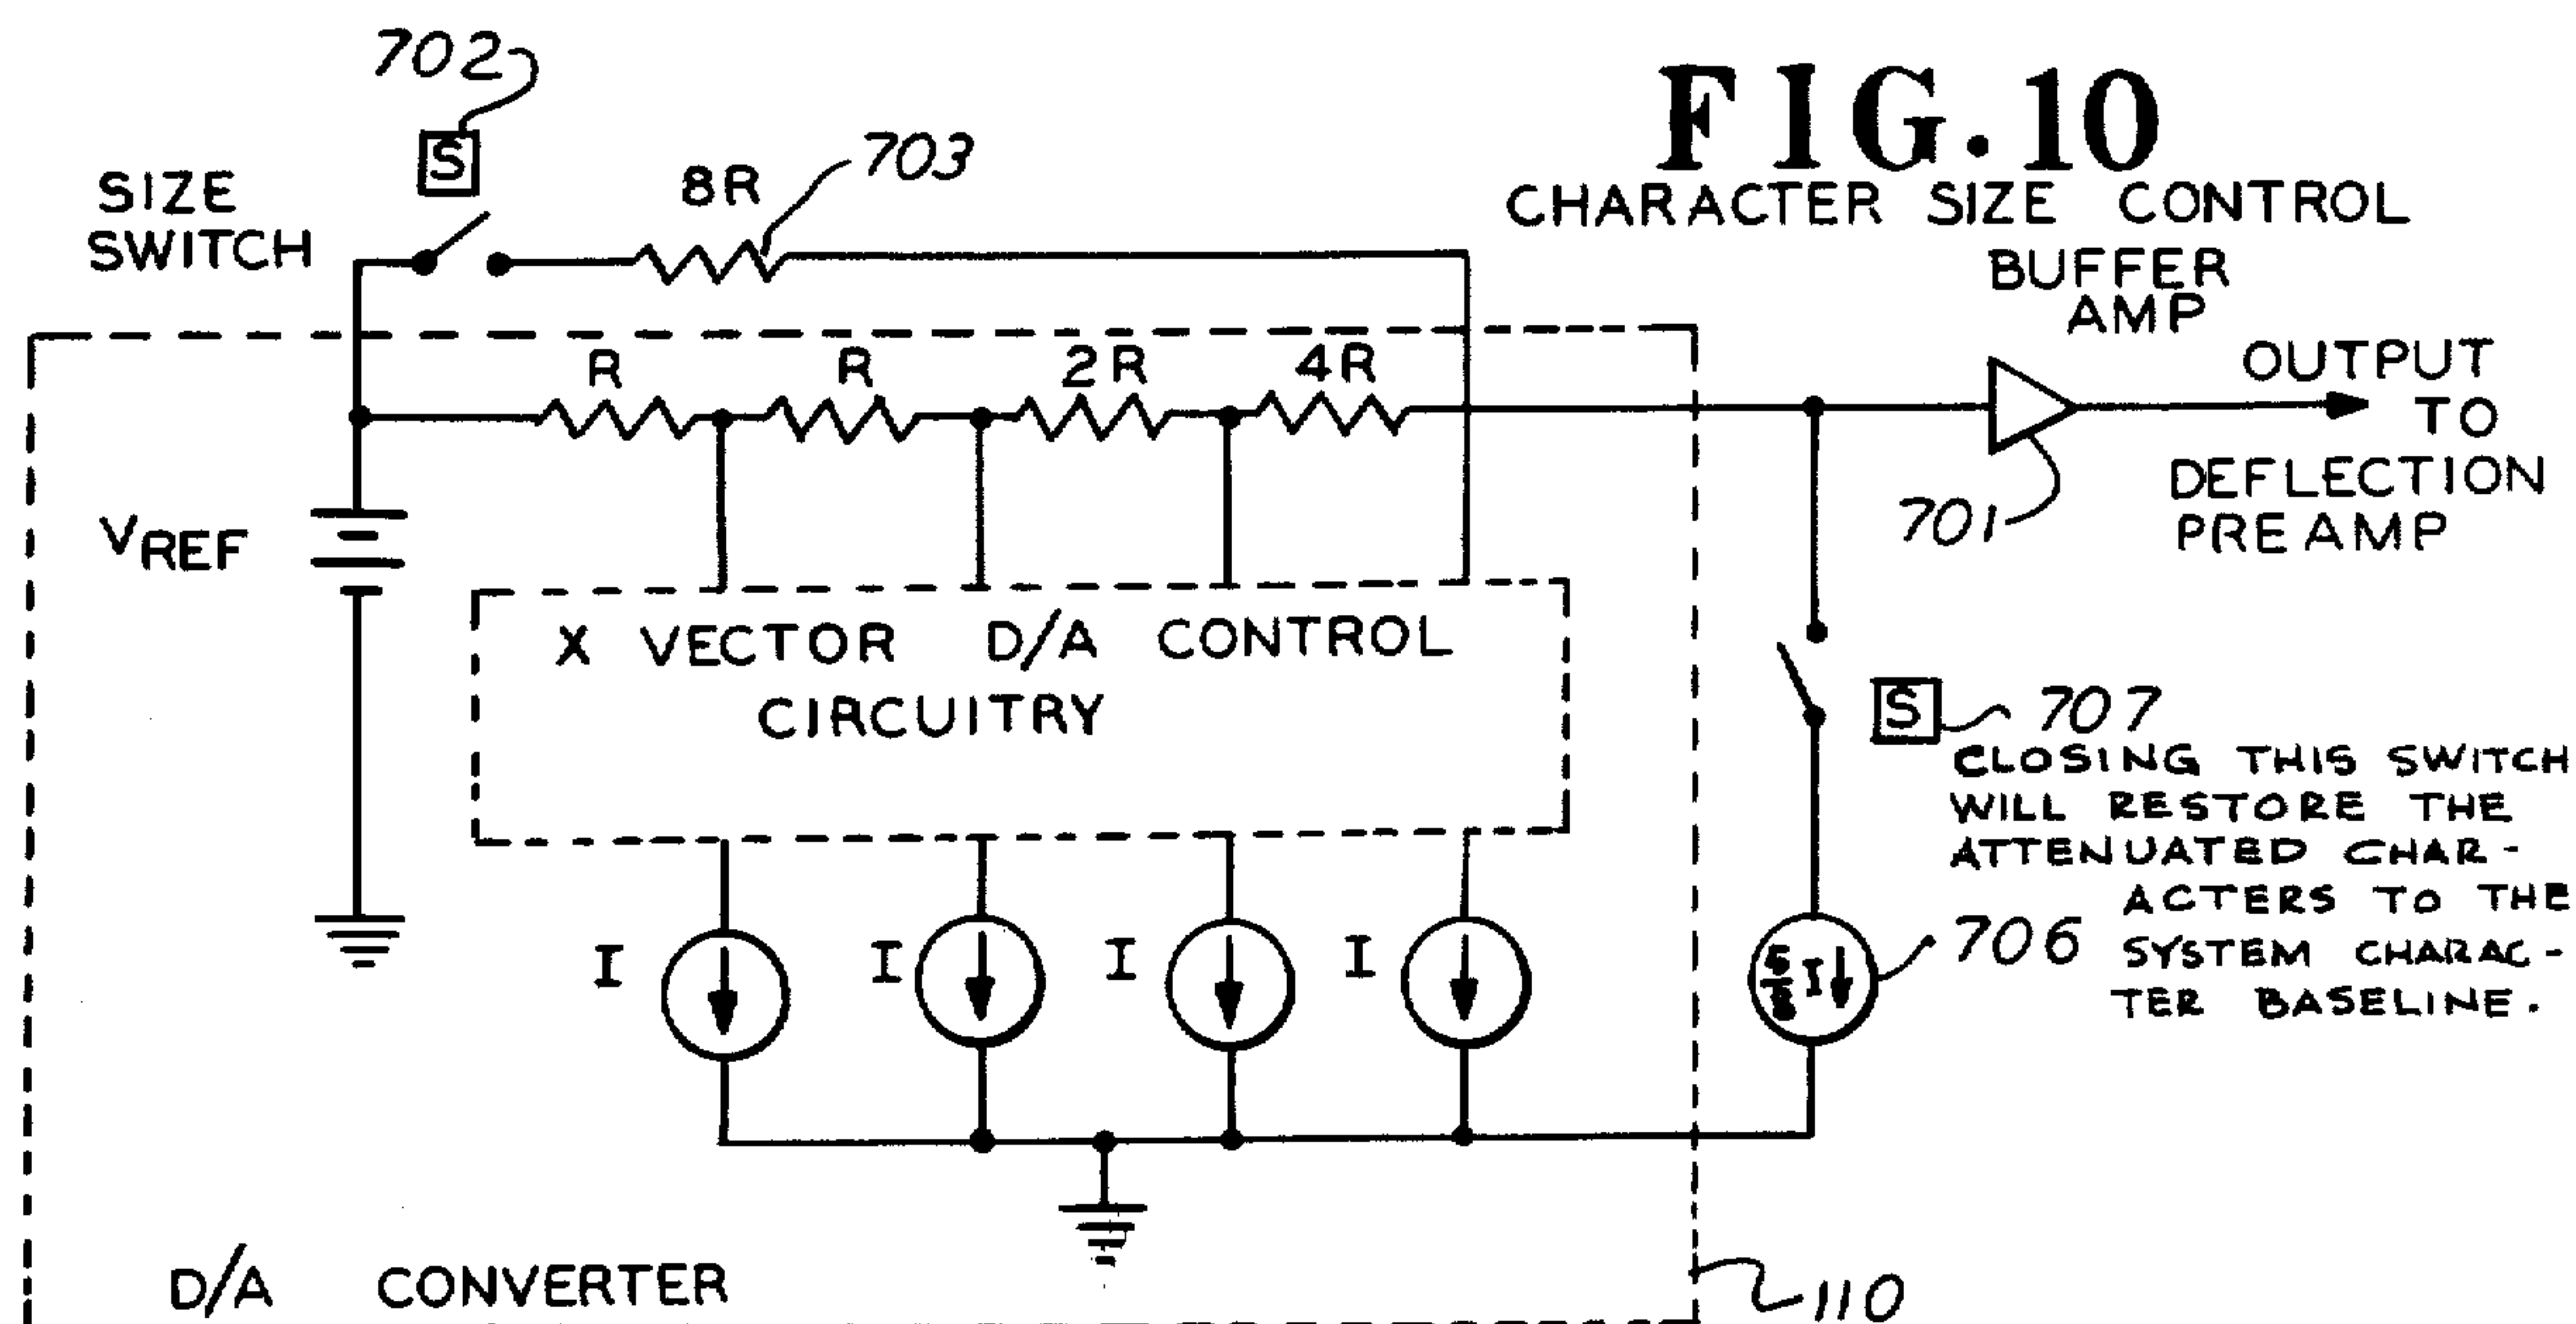 FIG. 10
CHARACTER SIZE CONTROL
702
S
SIZE
SWITCH
8R
703
BUFFER
AMP
R
R
2R
4R
OUTPUT
TO
DEFLECTION
PREAMP
701
VREF
X VECTOR D/A CONTROL
CIRCUITRY
S
707
CLOSING THIS SWITCH
WILL RESTORE THE
ATTENUATED CHAR-
ACTERS TO THE
SYSTEM CHARAC-
TER BASELINE.
706
I
I
I
I
I
D/A CONVERTER
110